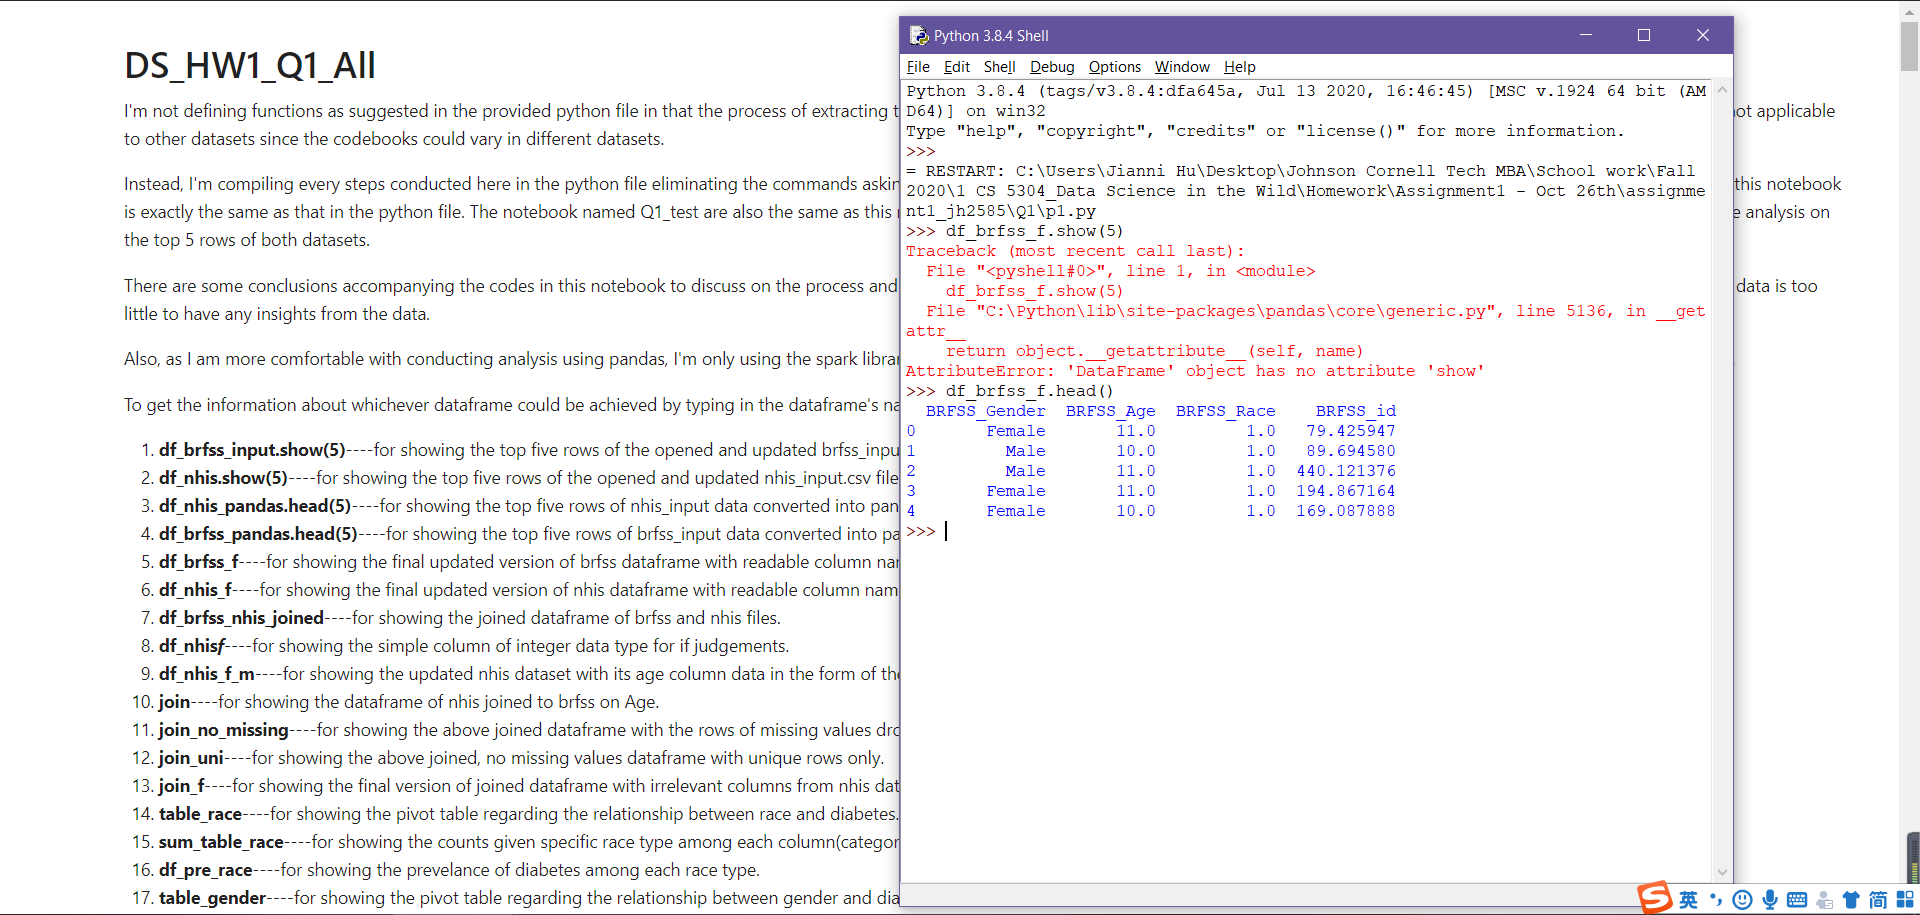 DS_HW1_Q1_All
I'm not defining functions as suggested in the provided python file in that the process of extracting t
ot applicable
to other datasets since the codebooks could vary in different datasets.
Instead, I'm compiling every steps conducted here in the python file eliminating the commands askin
this notebook
is exactly the same as that in the python file. The notebook named Q1_test are also the same as this
e analysis on
the top 5 rows of both datasets.
There are some conclusions accompanying the codes in this notebook to discuss on the process and
data is too
little to have any insights from the data.
Also, as I am more comfortable with conducting analysis using pandas, I'm only using the spark librar
To get the information about whichever dataframe could be achieved by typing in the dataframe's na
1. df_brfss_input.show(5)----for showing the top five rows of the opened and updated brfss_inpu
2. df_nhis.show(5)----for showing the top five rows of the opened and updated nhis_input.csv file
3. df_nhis_pandas.head(5)----for showing the top five rows of nhis_input data converted into pan
4. df_brfss_pandas.head(5)----for showing the top five rows of brfss_input data converted into pa
5. df_brfss_f----for showing the final updated version of brfss dataframe with readable column nar
6. df_nhis_f----for showing the final updated version of nhis dataframe with readable column nam
7. df_brfss_nhis_joined----for showing the joined dataframe of brfss and nhis files.
8. df_nhisf----for showing the simple column of integer data type for if judgements.
9. df_nhis_f_m----for showing the updated nhis dataset with its age column data in the form of the
10. join----for showing the dataframe of nhis joined to brfss on Age.
11. join_no_missing----for showing the above joined dataframe with the rows of missing values dro
12. join_uni----for showing the above joined, no missing values dataframe with unique rows only.
13. join_f----for showing the final version of joined dataframe with irrelevant columns from nhis dat
14. table_race----for showing the pivot table regarding the relationship between race and diabetes.
15. sum_table_race----for showing the counts given specific race type among each column(categor
16. df_pre_race----for showing the prevelance of diabetes among each race type.
17. table_gender----for showing the pivot table regarding the relationship between gender and dia
Python 3.8.4 Shell
File Edit Shell Debug Options Window Help
Python 3.8.4 (tags/v3.8.4:dfa645a, Jul 13 2020, 16:46:45) [MSC v.1924 64 bit (AM
D64)] on win32
Type "help", "copyright", "credits" or "license()" for more information.
>>>
= RESTART: C:\Users\Jianni Hu\Desktop\Johnson Cornell Tech MBA\School work\Fall
2020\1 CS 5304_Data Science in the Wild\Homework\Assignment1 - Oct 26th\assignme
nt1_jh2585\Q1\p1.py
>>> df_brfss_f.show(5)
Traceback (most recent call last):
File "<pyshell#0>", line 1, in <module>
df_brfss_f.show(5)
File "C:\Python\lib\site-packages\pandas\core\generic.py", line 5136, in __get
attr__
return object.__getattribute__(self, name)
AttributeError: 'DataFrame' object has no attribute 'show'
>>> df_brfss_f.head()
BRFSS_Gender BRFSS_Age BRFSS_Race BRFSS_id
0 Female 11.0 1.0 79.425947
1 Male 10.0 1.0 89.694580
2 Male 11.0 1.0 440.121376
3 Female 11.0 1.0 194.867164
4 Female 10.0 1.0 169.087888
>>>
S 英 简